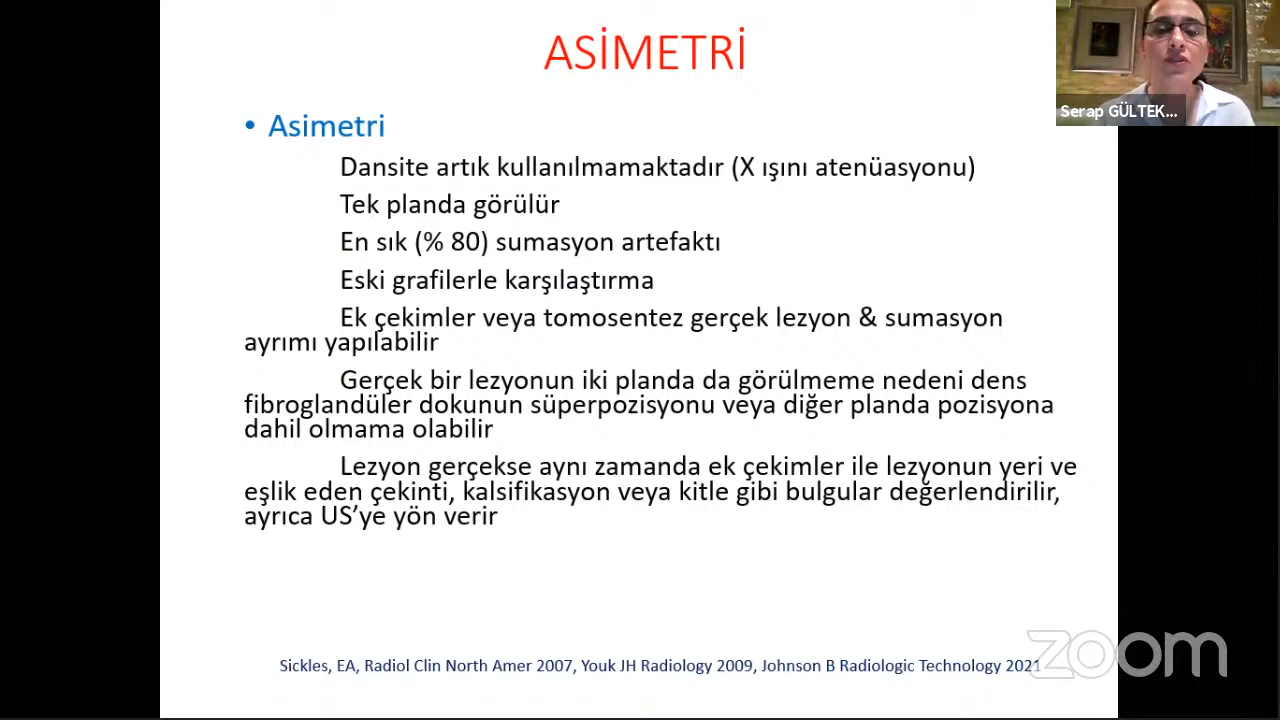 ASİMETRİ
Serap GÜLTEK...
• Asimetri
Dansite artık kullanılmamaktadır (X ışını atenüasyonu)
Tek planda görülür
En sık (% 80) sumasyon artefaktı
Eski grafilerle karşılaştırma
Ek çekimler veya tomosentez gerçek lezyon & sumasyon
ayrımı yapılabilir
Gerçek bir lezyonun iki planda da görülmeme nedeni dens
fibroglandüler dokunun süperpozisyonu veya diğer planda pozisyona
dahil olmama olabilir
Lezyon gerçekse aynı zamanda ek çekimler ile lezyonun yeri ve
eşlik eden çekinti, kalsifikasyon veya kitle gibi bulgular değerlendirilir,
ayrıca US’ye yön verir
Sickles, EA, Radiol Clin North Amer 2007, Youk JH Radiology 2009, Johnson B Radiologic Technology 2021
zoom